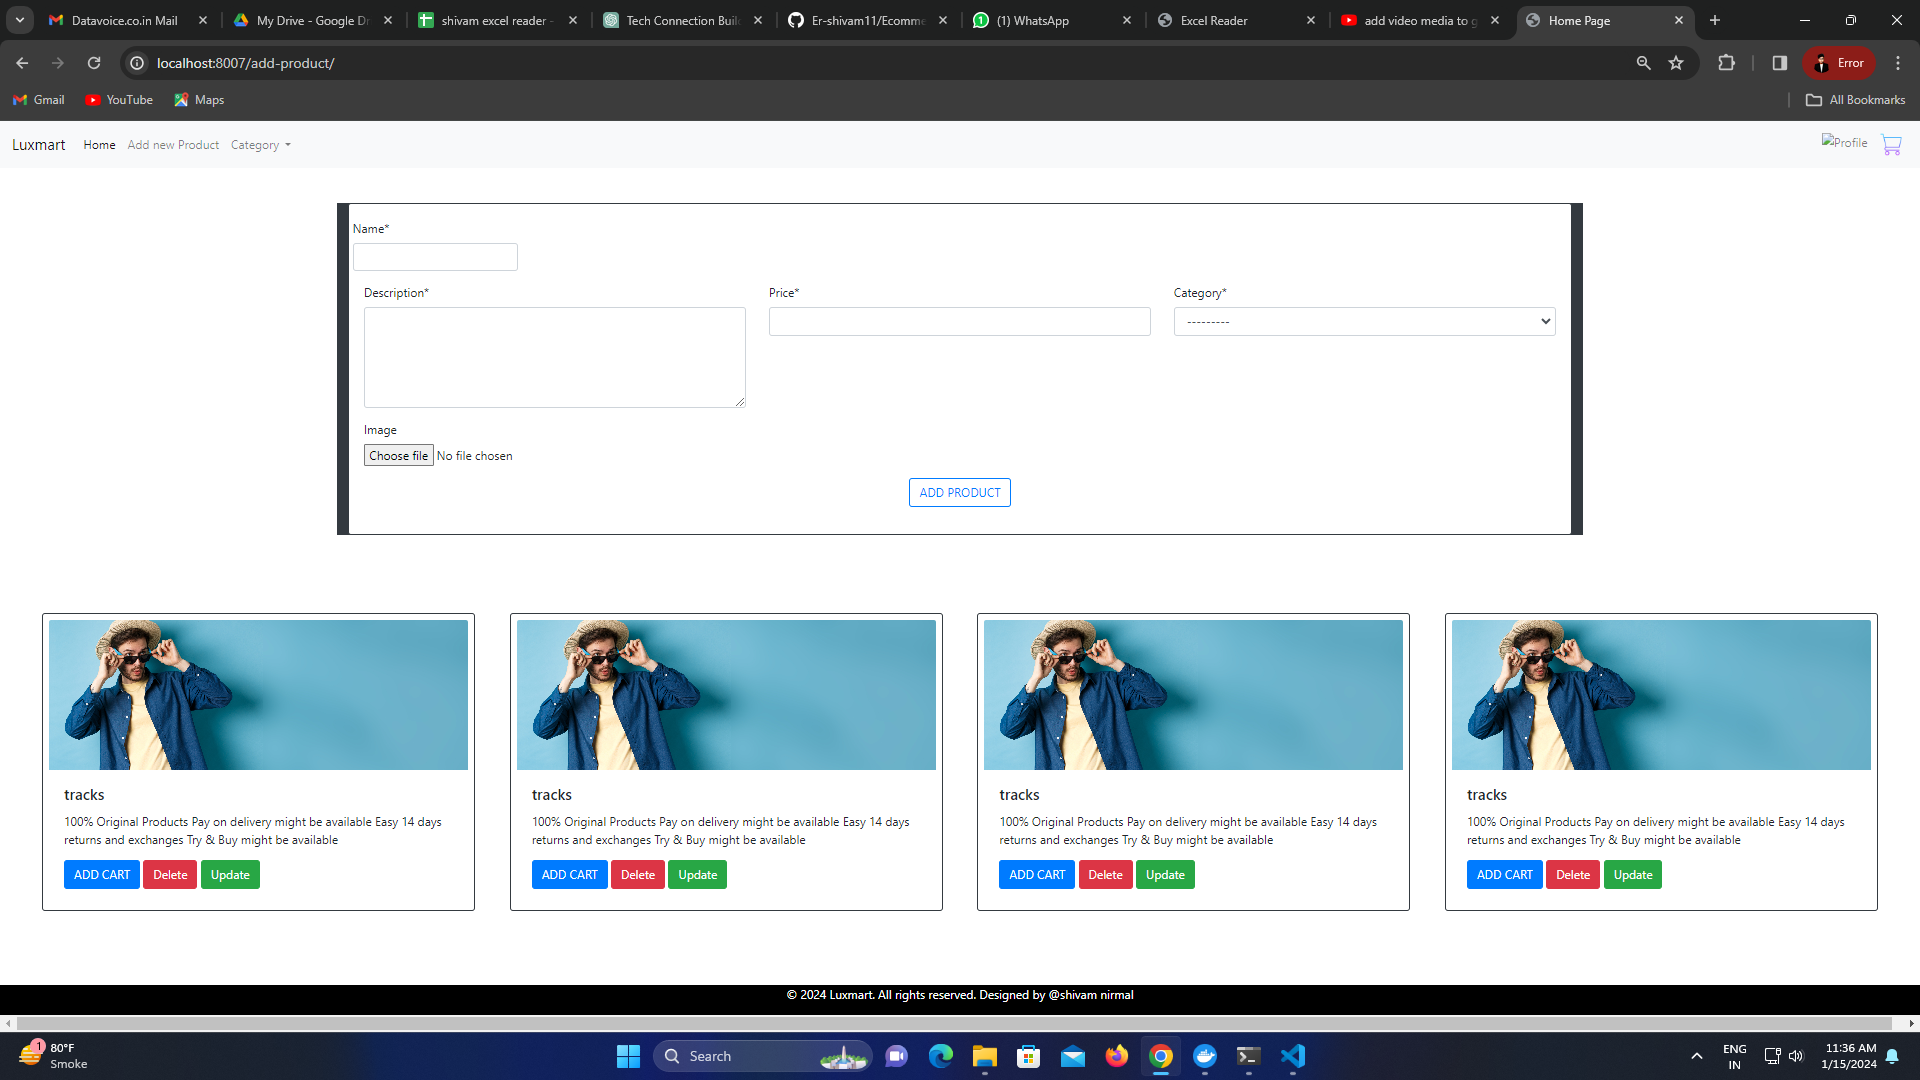 Datavoice.co.in Mail
My Drive - Google Dr
shivam excel reader -
Tech Connection Buil
Er-shivam11/Ecomme
(1) WhatsApp
Excel Reader
add video media to g
Home Page
localhost:8007/add-product/
Error
Gmail
YouTube
Maps
All Bookmarks
Luxmart
Home
Add new Product
Category
Profile
Name*
Description*
Price*
Category*
---------
Image
Choose file No file chosen
ADD PRODUCT
tracks
100% Original Products Pay on delivery might be available Easy 14 days
returns and exchanges Try & Buy might be available
ADD CART Delete Update
tracks
100% Original Products Pay on delivery might be available Easy 14 days
returns and exchanges Try & Buy might be available
ADD CART Delete Update
tracks
100% Original Products Pay on delivery might be available Easy 14 days
returns and exchanges Try & Buy might be available
ADD CART Delete Update
tracks
100% Original Products Pay on delivery might be available Easy 14 days
returns and exchanges Try & Buy might be available
ADD CART Delete Update
© 2024 Luxmart. All rights reserved. Designed by @shivam nirmal
1
80°F
Smoke
Search
ENG
IN
11:36 AM
1/15/2024